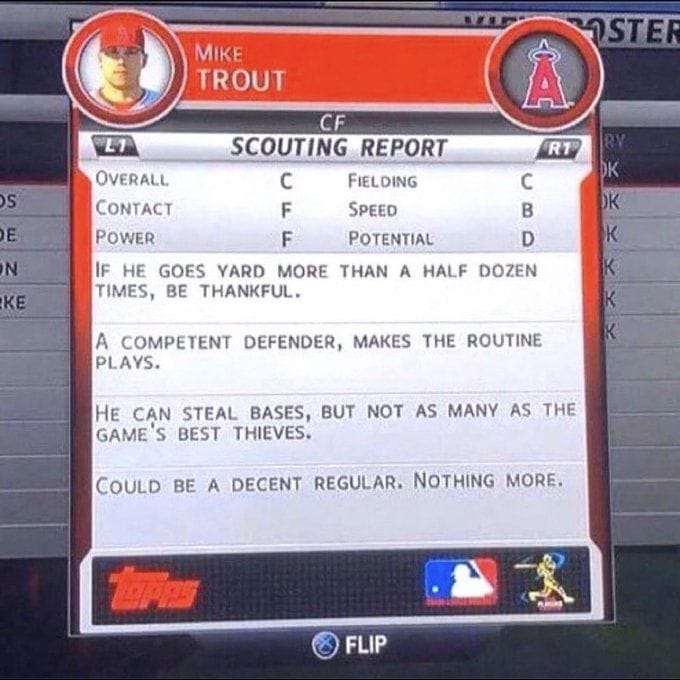 VIEW ROSTER
MIKE
TROUT
CF
L1 SCOUTING REPORT R1
OVERALL C FIELDING C
CONTACT F SPEED B
POWER F POTENTIAL D
IF HE GOES YARD MORE THAN A HALF DOZEN
TIMES, BE THANKFUL.
A COMPETENT DEFENDER, MAKES THE ROUTINE
PLAYS.
HE CAN STEAL BASES, BUT NOT AS MANY AS THE
GAME'S BEST THIEVES.
COULD BE A DECENT REGULAR. NOTHING MORE.
Topps
FLIP